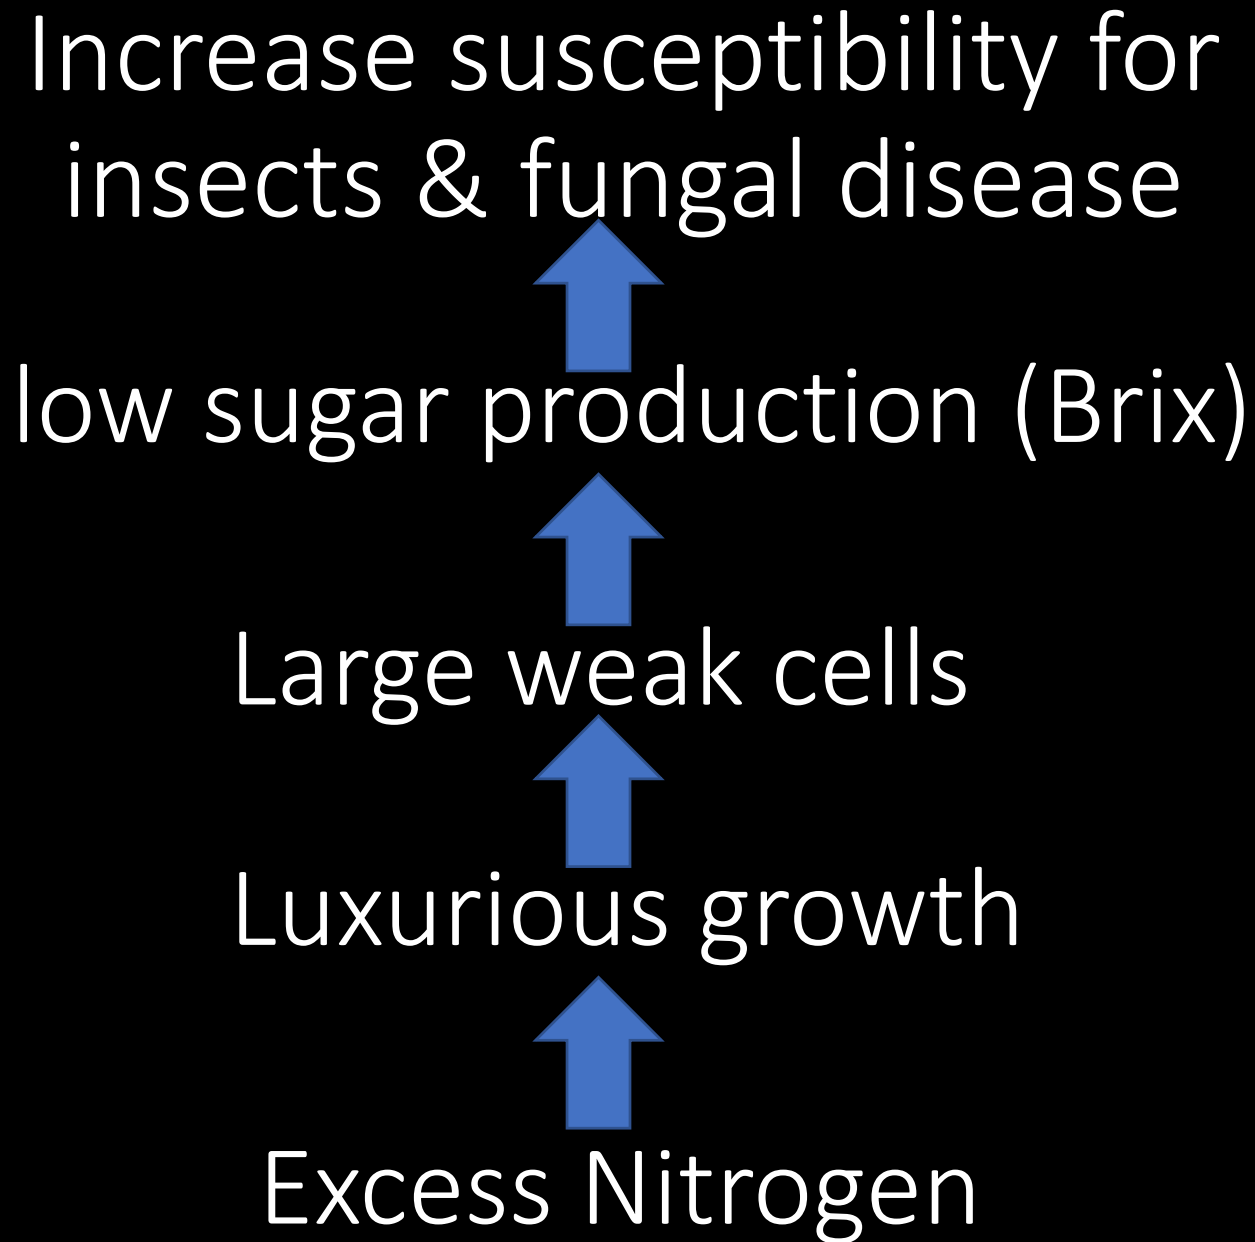 Increase susceptibility for
insects & fungal disease
low sugar production (Brix)
Large weak cells
Luxurious growth
Excess Nitrogen